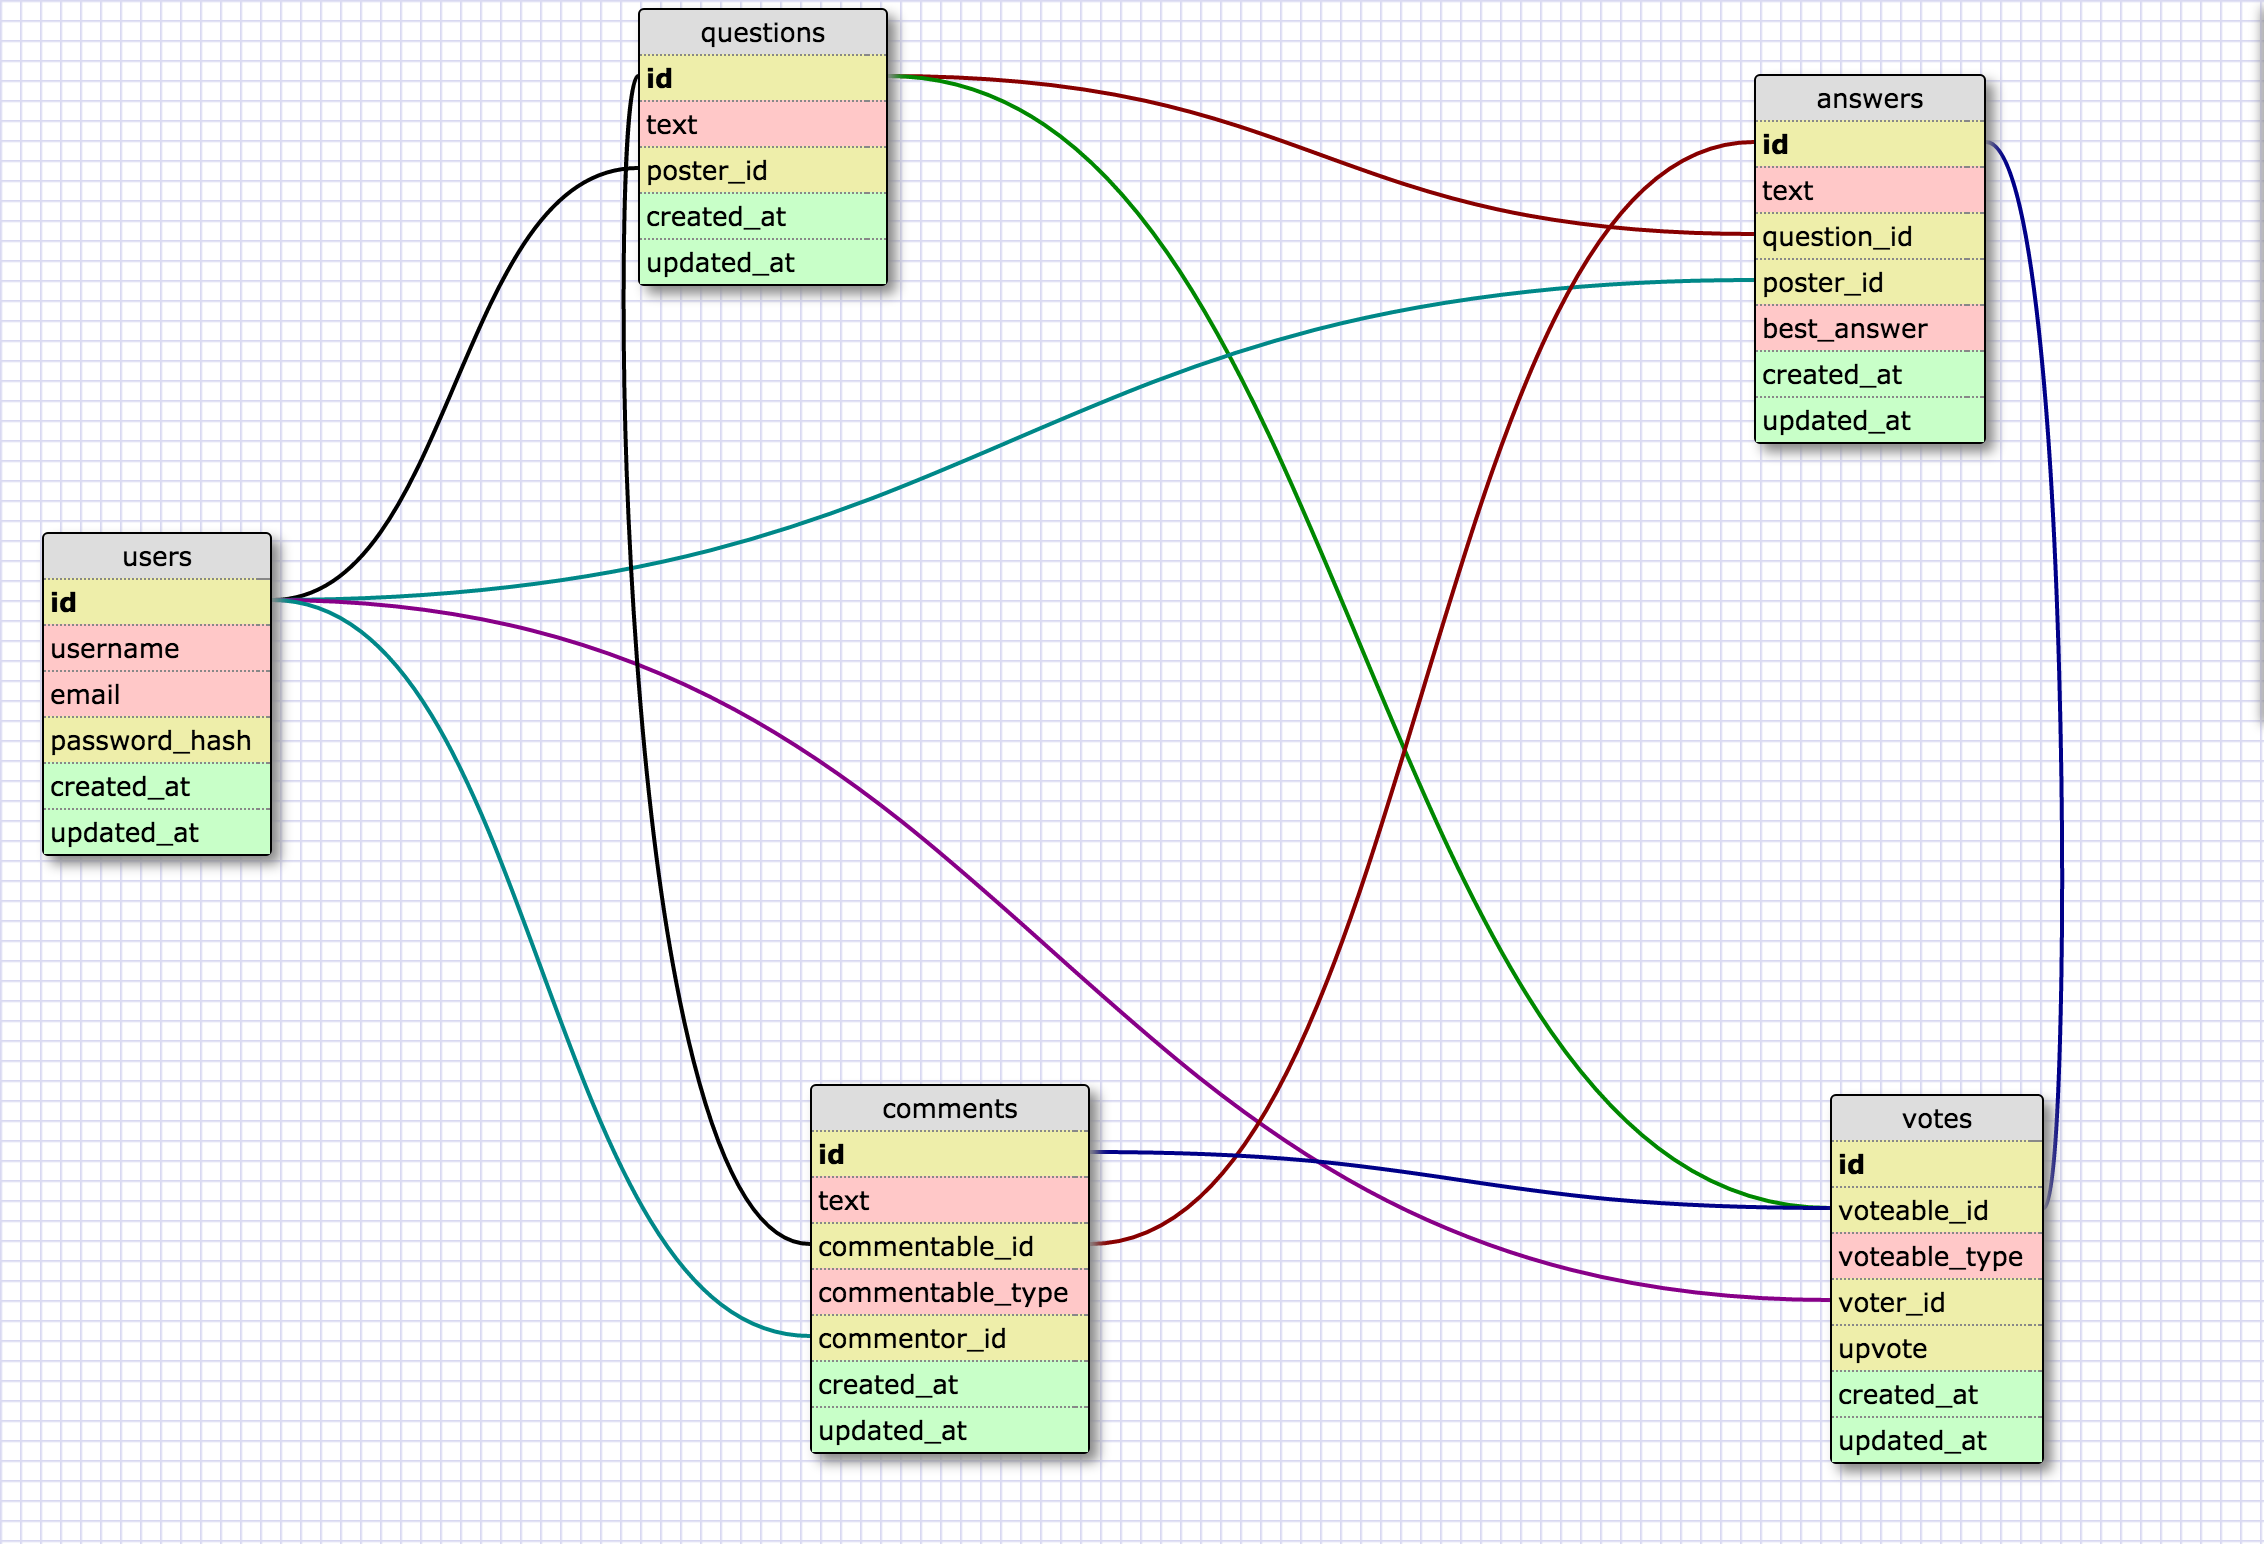 questions
id
text
poster_id
created_at
updated_at
answers
id
text
question_id
poster_id
best_answer
created_at
updated_at
users
id
username
email
password_hash
created_at
updated_at
comments
id
text
commentable_id
commentable_type
commentor_id
created_at
updated_at
votes
id
voteable_id
voteable_type
voter_id
upvote
created_at
updated_at